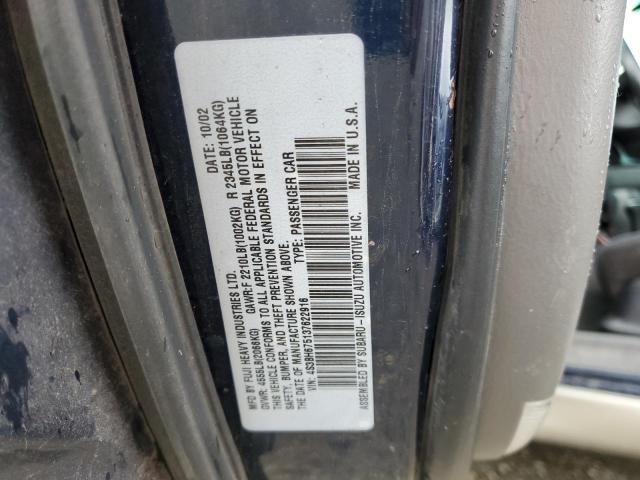 MFD BY FUJI HEAVY INDUSTRIES LTD. DATE: 10/02
GVWR: 4555LB(2066KG) GAWR:F 2210LB(1002KG) R 2345LB(1064KG)
THIS VEHICLE CONFORMS TO ALL APPLICABLE FEDERAL MOTOR VEHICLE
SAFETY, BUMPER, AND THEFT PREVENTION STANDARDS IN EFFECT ON
THE DATE OF MANUFACTURE SHOWN ABOVE.
VIN: 4S3BH675137622916 TYPE: PASSENGER CAR
ASSEMBLED BY SUBARU-ISUZU AUTOMOTIVE INC. MADE IN U.S.A.